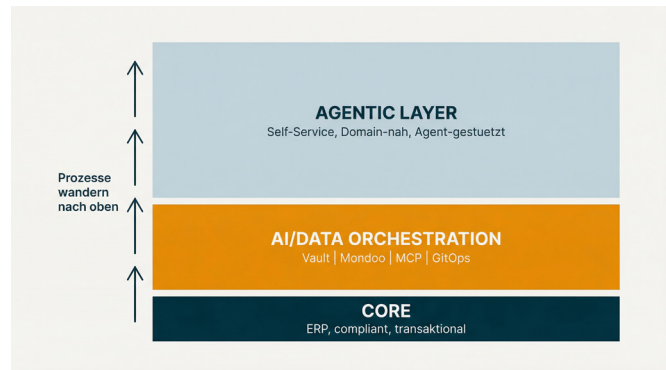 AGENTIC LAYER
Self-Service, Domain-nah, Agent-gestuetzt
Prozesse
wandern
nach oben
AI/DATA ORCHESTRATION
Vault | Mondoo | MCP | GitOps
CORE
ERP, compliant, transaktional